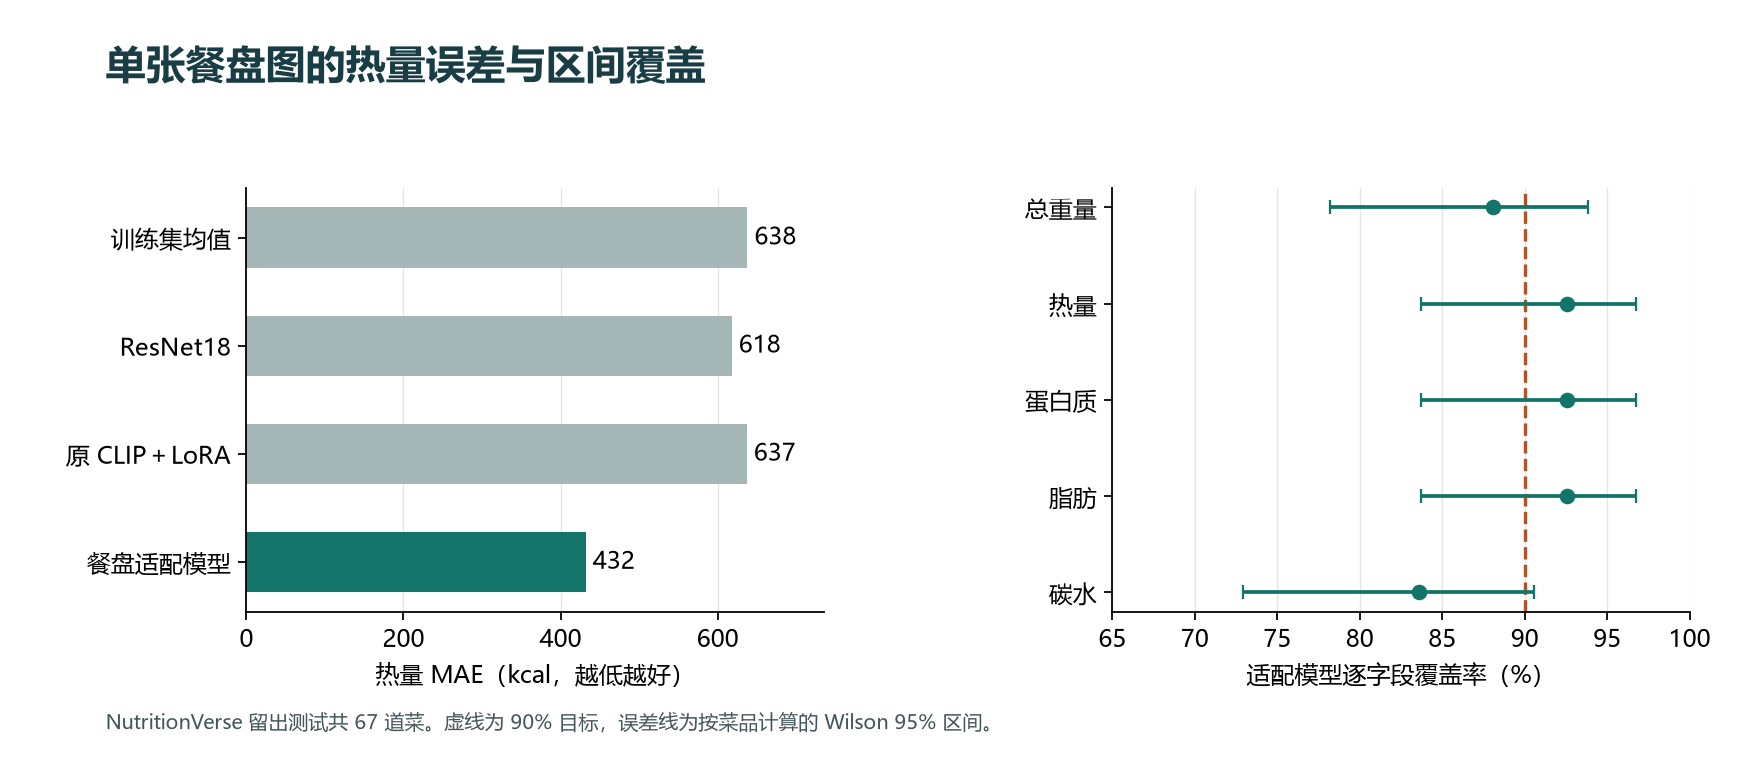 单张餐盘图的热量误差与区间覆盖
训练集均值
638
ResNet18
618
原 CLIP + LoRA
637
餐盘适配模型
432
0 200 400 600
热量 MAE（kcal，越低越好）
总重量
热量
蛋白质
脂肪
碳水
65 70 75 80 85 90 95 100
适配模型逐字段覆盖率（%）
NutritionVerse 留出测试共 67 道菜。虚线为 90% 目标，误差线为按菜品计算的 Wilson 95% 区间。